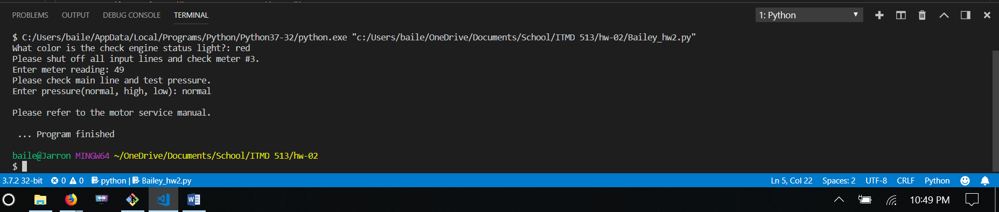 PROBLEMS OUTPUT DEBUG CONSOLE TERMINAL 1: Python
$ C:/Users/baile/AppData/Local/Programs/Python/Python37-32/python.exe "c:/Users/baile/OneDrive/Documents/School/ITMD 513/hw-02/Bailey_hw2.py"
What color is the check engine status light?: red
Please shut off all input lines and check meter #3.
Enter meter reading: 49
Please check main line and test pressure.
Enter pressure(normal, high, low): normal
Please refer to the motor service manual.
... Program finished
baile@Jarron MINGW64 ~/OneDrive/Documents/School/ITMD 513/hw-02
$
3.7.2 32-bit 0 0 python | Bailey_hw2.py Ln 5, Col 22 Spaces: 2 UTF-8 CRLF Python
10:49 PM